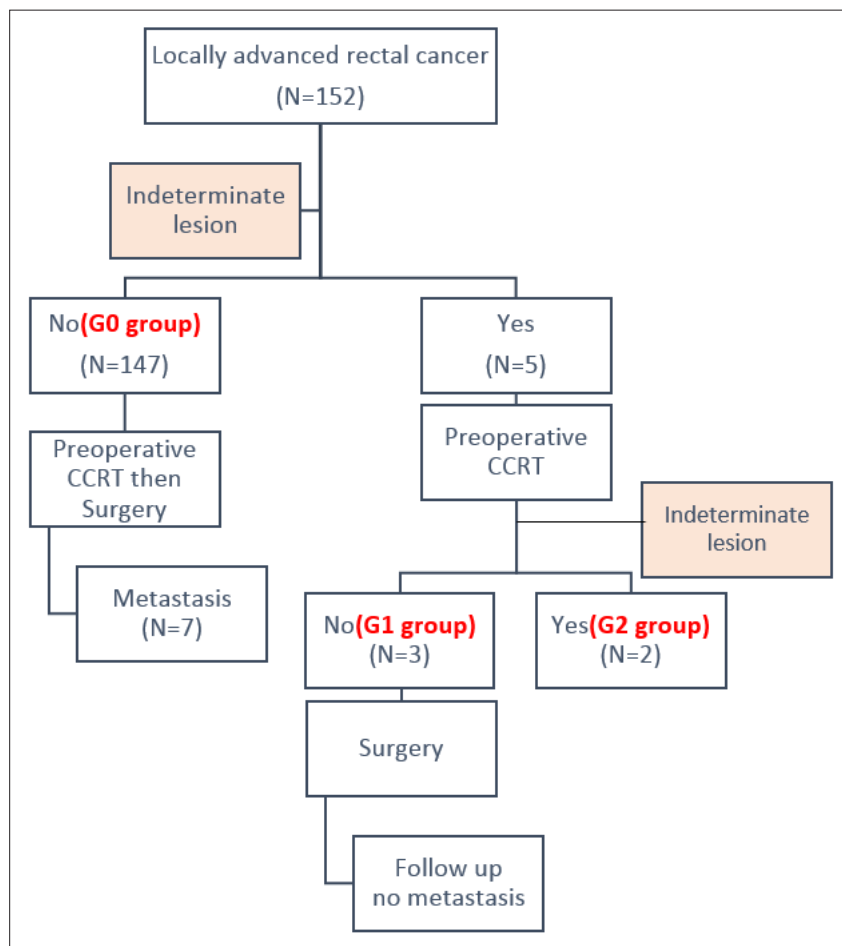 Locally advanced rectal cancer
(N=152)
Indeterminate
lesion
No(G0 group)
(N=147)
Yes
(N=5)
Preoperative
CCRT then
Surgery
Preoperative
CCRT
Indeterminate
lesion
Metastasis
(N=7)
No(G1 group)
(N=3)
Yes(G2 group)
(N=2)
Surgery
Follow up
no metastasis